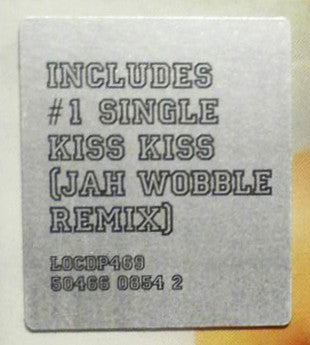 INCLUDES
#1 SINGLE
KISS KISS
(JAH WOBBLE
REMIX)
LOCDP469
50466 0854 2